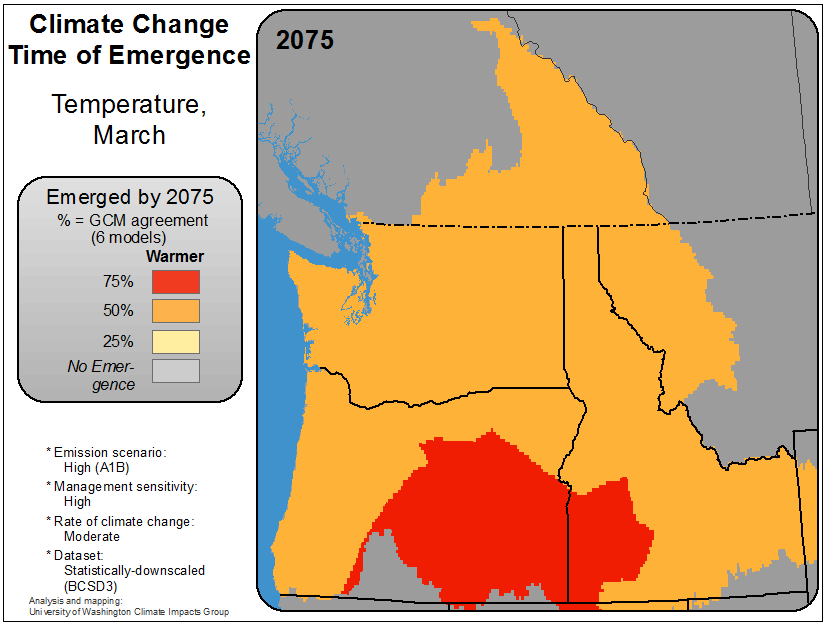 Climate Change
Time of Emergence
Temperature,
March
Emerged by 2075
% = GCM agreement
(6 models)
Warmer
75%
50%
25%
No Emer-
gence
* Emission scenario:
High (A1B)
* Management sensitivity:
High
* Rate of climate change:
Moderate
* Dataset:
Statistically-downscaled
(BCSD3)
Analysis and mapping:
University of Washington Climate Impacts Group
2075